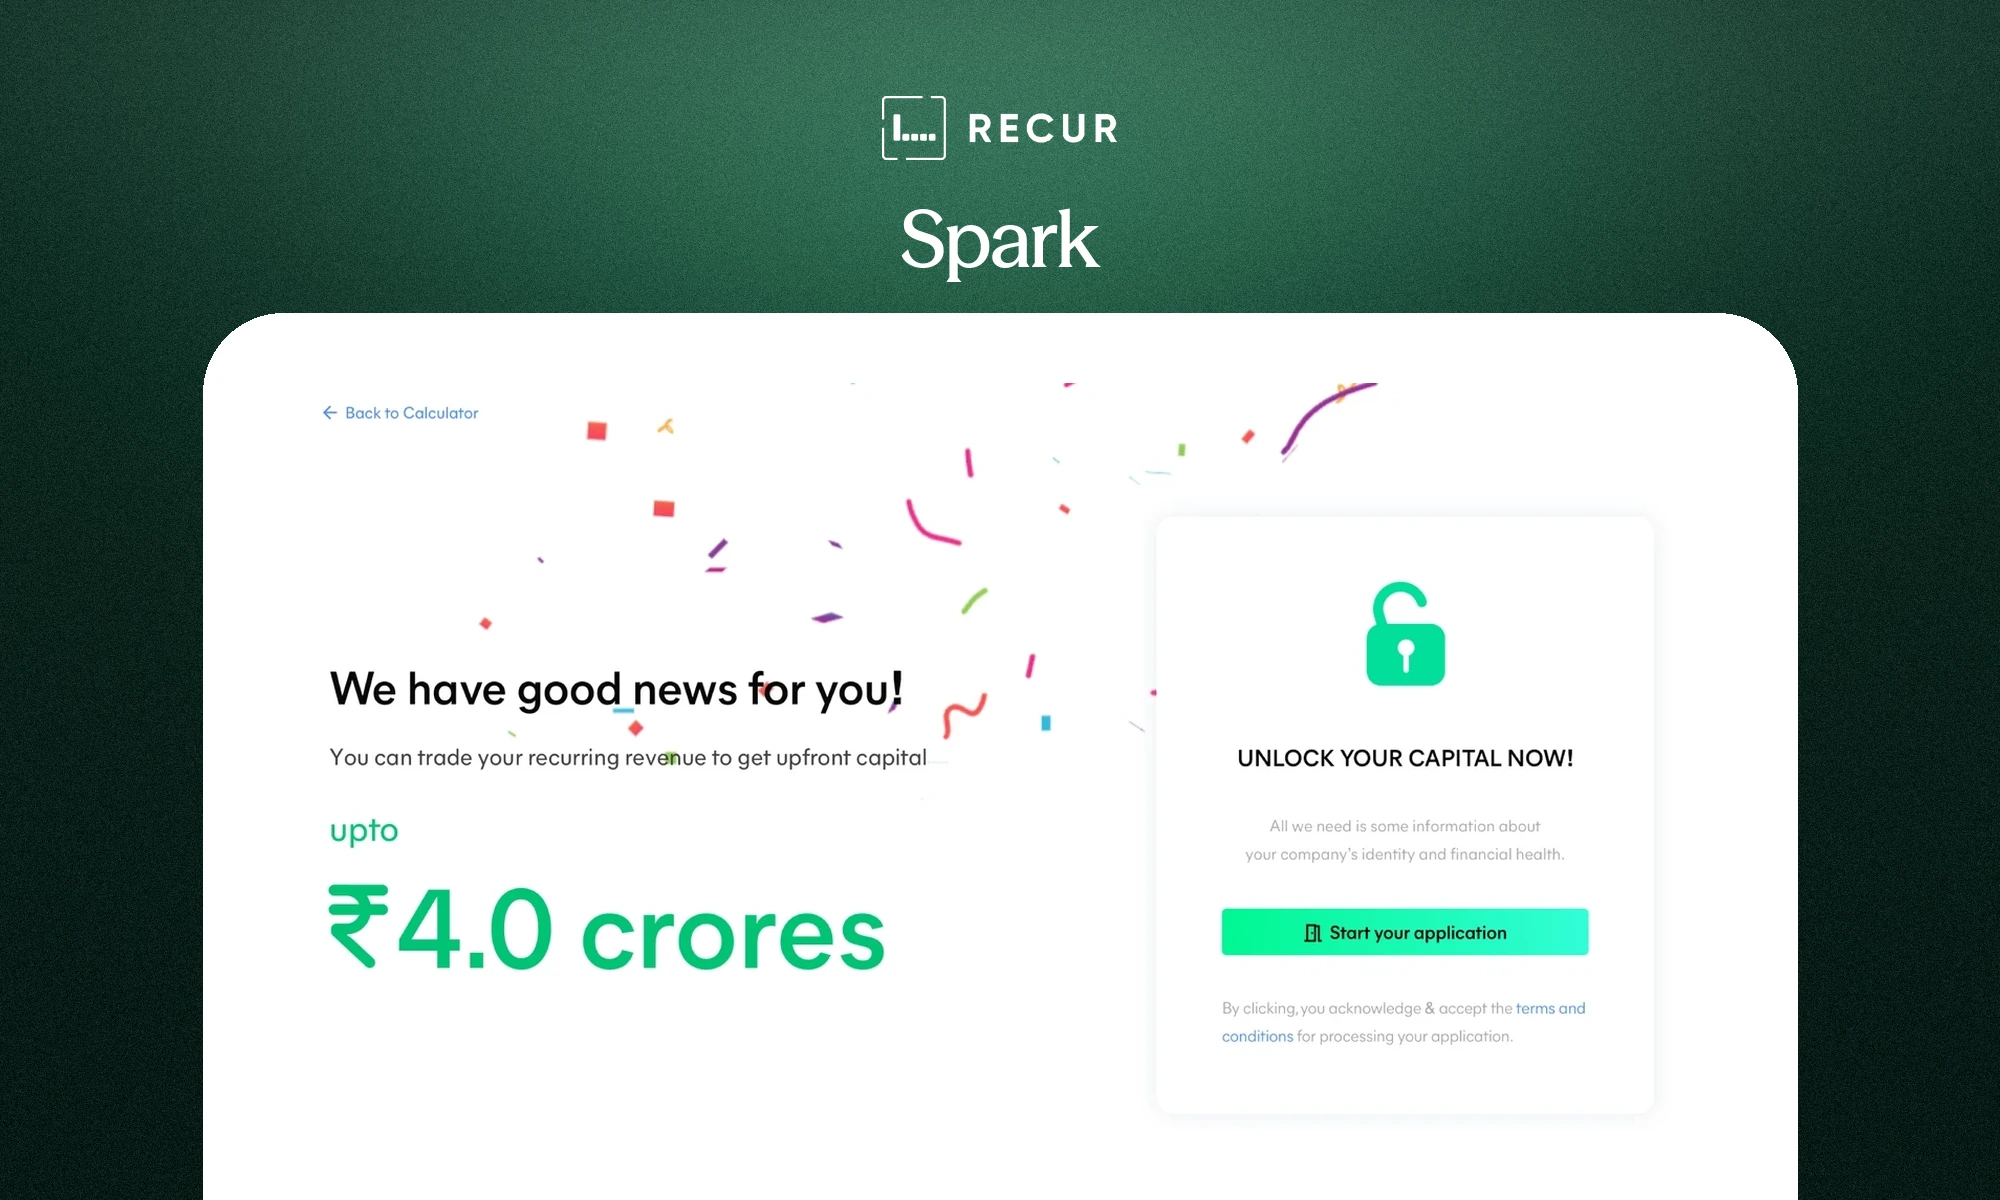 RECUR
Spark
Back to Calculator
We have good news for you!
You can trade your recurring revenue to get upfront capital
upto
₹4.0 crores
UNLOCK YOUR CAPITAL NOW!
All we need is some information about
your company's identity and financial health.
Start your application
By clicking, you acknowledge & accept the terms and
conditions for processing your application.